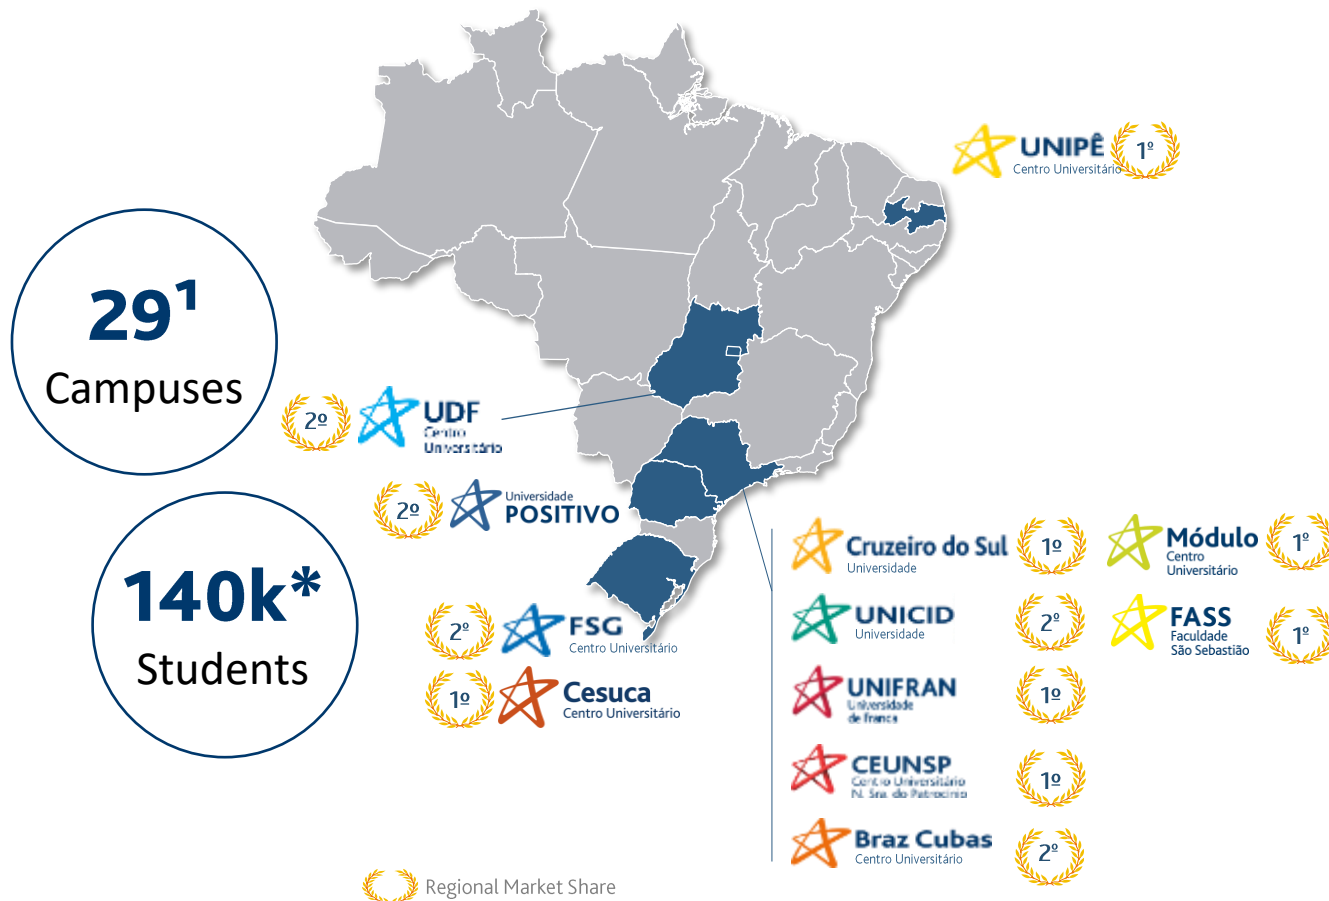 UNIPÊ
Centro Universitário
1º
29¹
Campuses
2º
UDF
Centro
Universitário
2º
Universidade
POSITIVO
140k*
Students
2º
FSG
Centro Universitário
1º
Cesuca
Centro Universitário
Cruzeiro do Sul
Universidade
1º
Módulo
Centro
Universitário
1º
UNICID
Universidade
2º
FASS
Faculdade
São Sebastião
1º
UNIFRAN
Universidade
de Franca
1º
CEUNSP
Centro Universitário
N. Sra. do Patrocínio
1º
Braz Cubas
Centro Universitário
2º
Regional Market Share